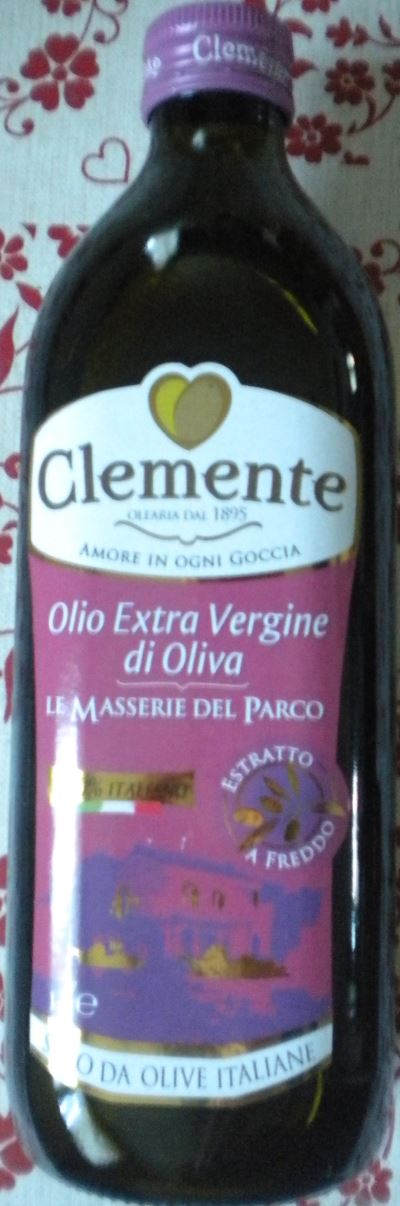 Clemente
Clemente
OLEARIA DAL 1895
AMORE IN OGNI GOCCIA
Olio Extra Vergine
di Oliva
LE MASSERIE DEL PARCO
ITALIANO
ESTRATTO
A FREDDO
e
DA OLIVE ITALIANE